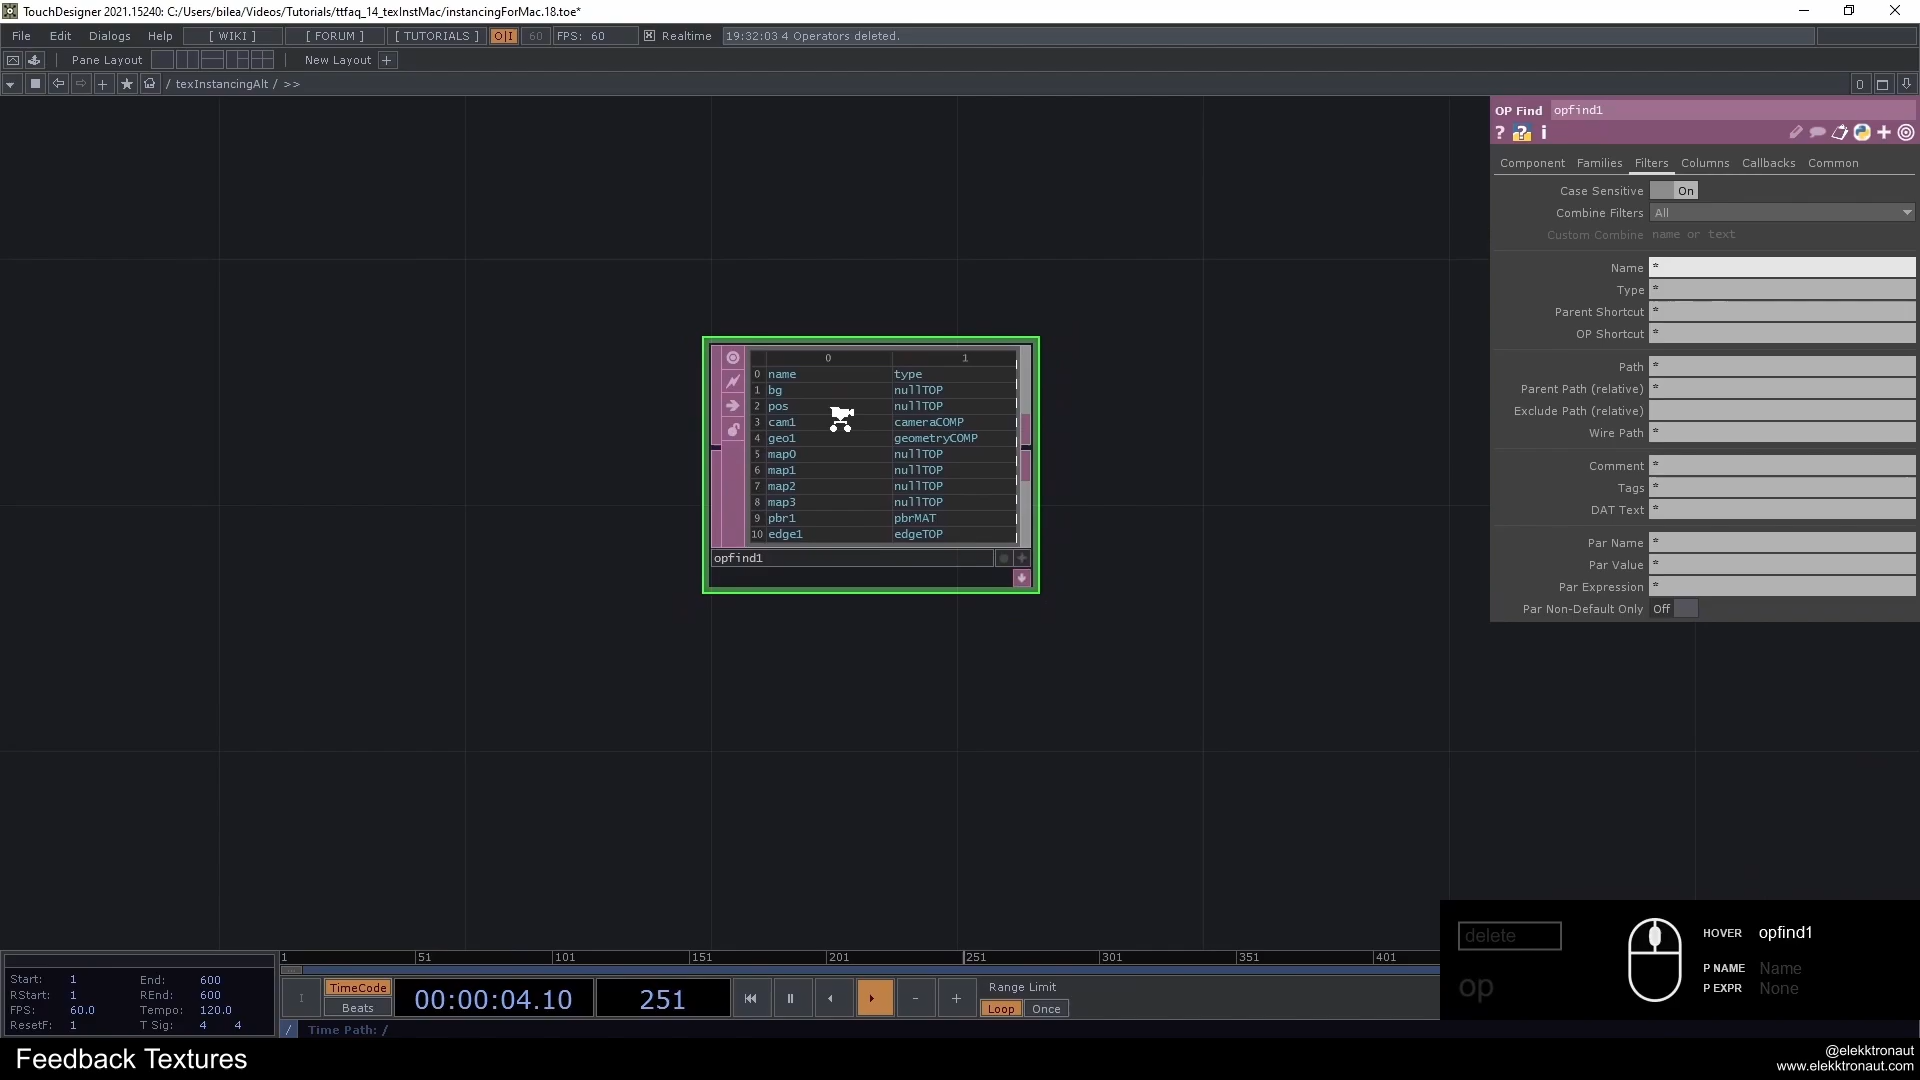 TouchDesigner 2021.15240: C:/Users/bilea/Videos/Tutorials/ttfaq_14_texInstMac/instancingForMac.18.toe*
File Edit Dialogs Help [ WIKI ] [ FORUM ] [ TUTORIALS ] O|I 60 FPS: 60 Realtime 19:32:03 4 Operators deleted.
Pane Layout New Layout +
/ texInstancingAlt / >> 0
OP Find opfind1
? ? i
Component Families Filters Columns Callbacks Common
Case Sensitive On
Combine Filters All
Custom Combine name or text
Name *
Type *
Parent Shortcut *
OP Shortcut *
Path *
Parent Path (relative) *
Exclude Path (relative)
Wire Path *
Comment *
Tags *
DAT Text *
Par Name *
Par Value *
Par Expression *
Par Non-Default Only Off
0 1
0 name type
1 bg nullTOP
2 pos nullTOP
3 cam1 cameraCOMP
4 geo1 geometryCOMP
5 map0 nullTOP
6 map1 nullTOP
7 map2 nullTOP
8 map3 nullTOP
9 pbr1 pbrMAT
10 edge1 edgeTOP
opfind1
delete
op
HOVER opfind1
P NAME Name
P EXPR None
1 51 101 151 201 251 301 351 401
Start: 1 End: 600
RStart: 1 REnd: 600
FPS: 60.0 Tempo: 120.0
ResetF: 1 T Sig: 4 4
TimeCode
Beats
00:00:04.10 251
- +
Range Limit
Loop Once
/ Time Path: /
Feedback Textures
@elekktronaut
www.elekktronaut.com